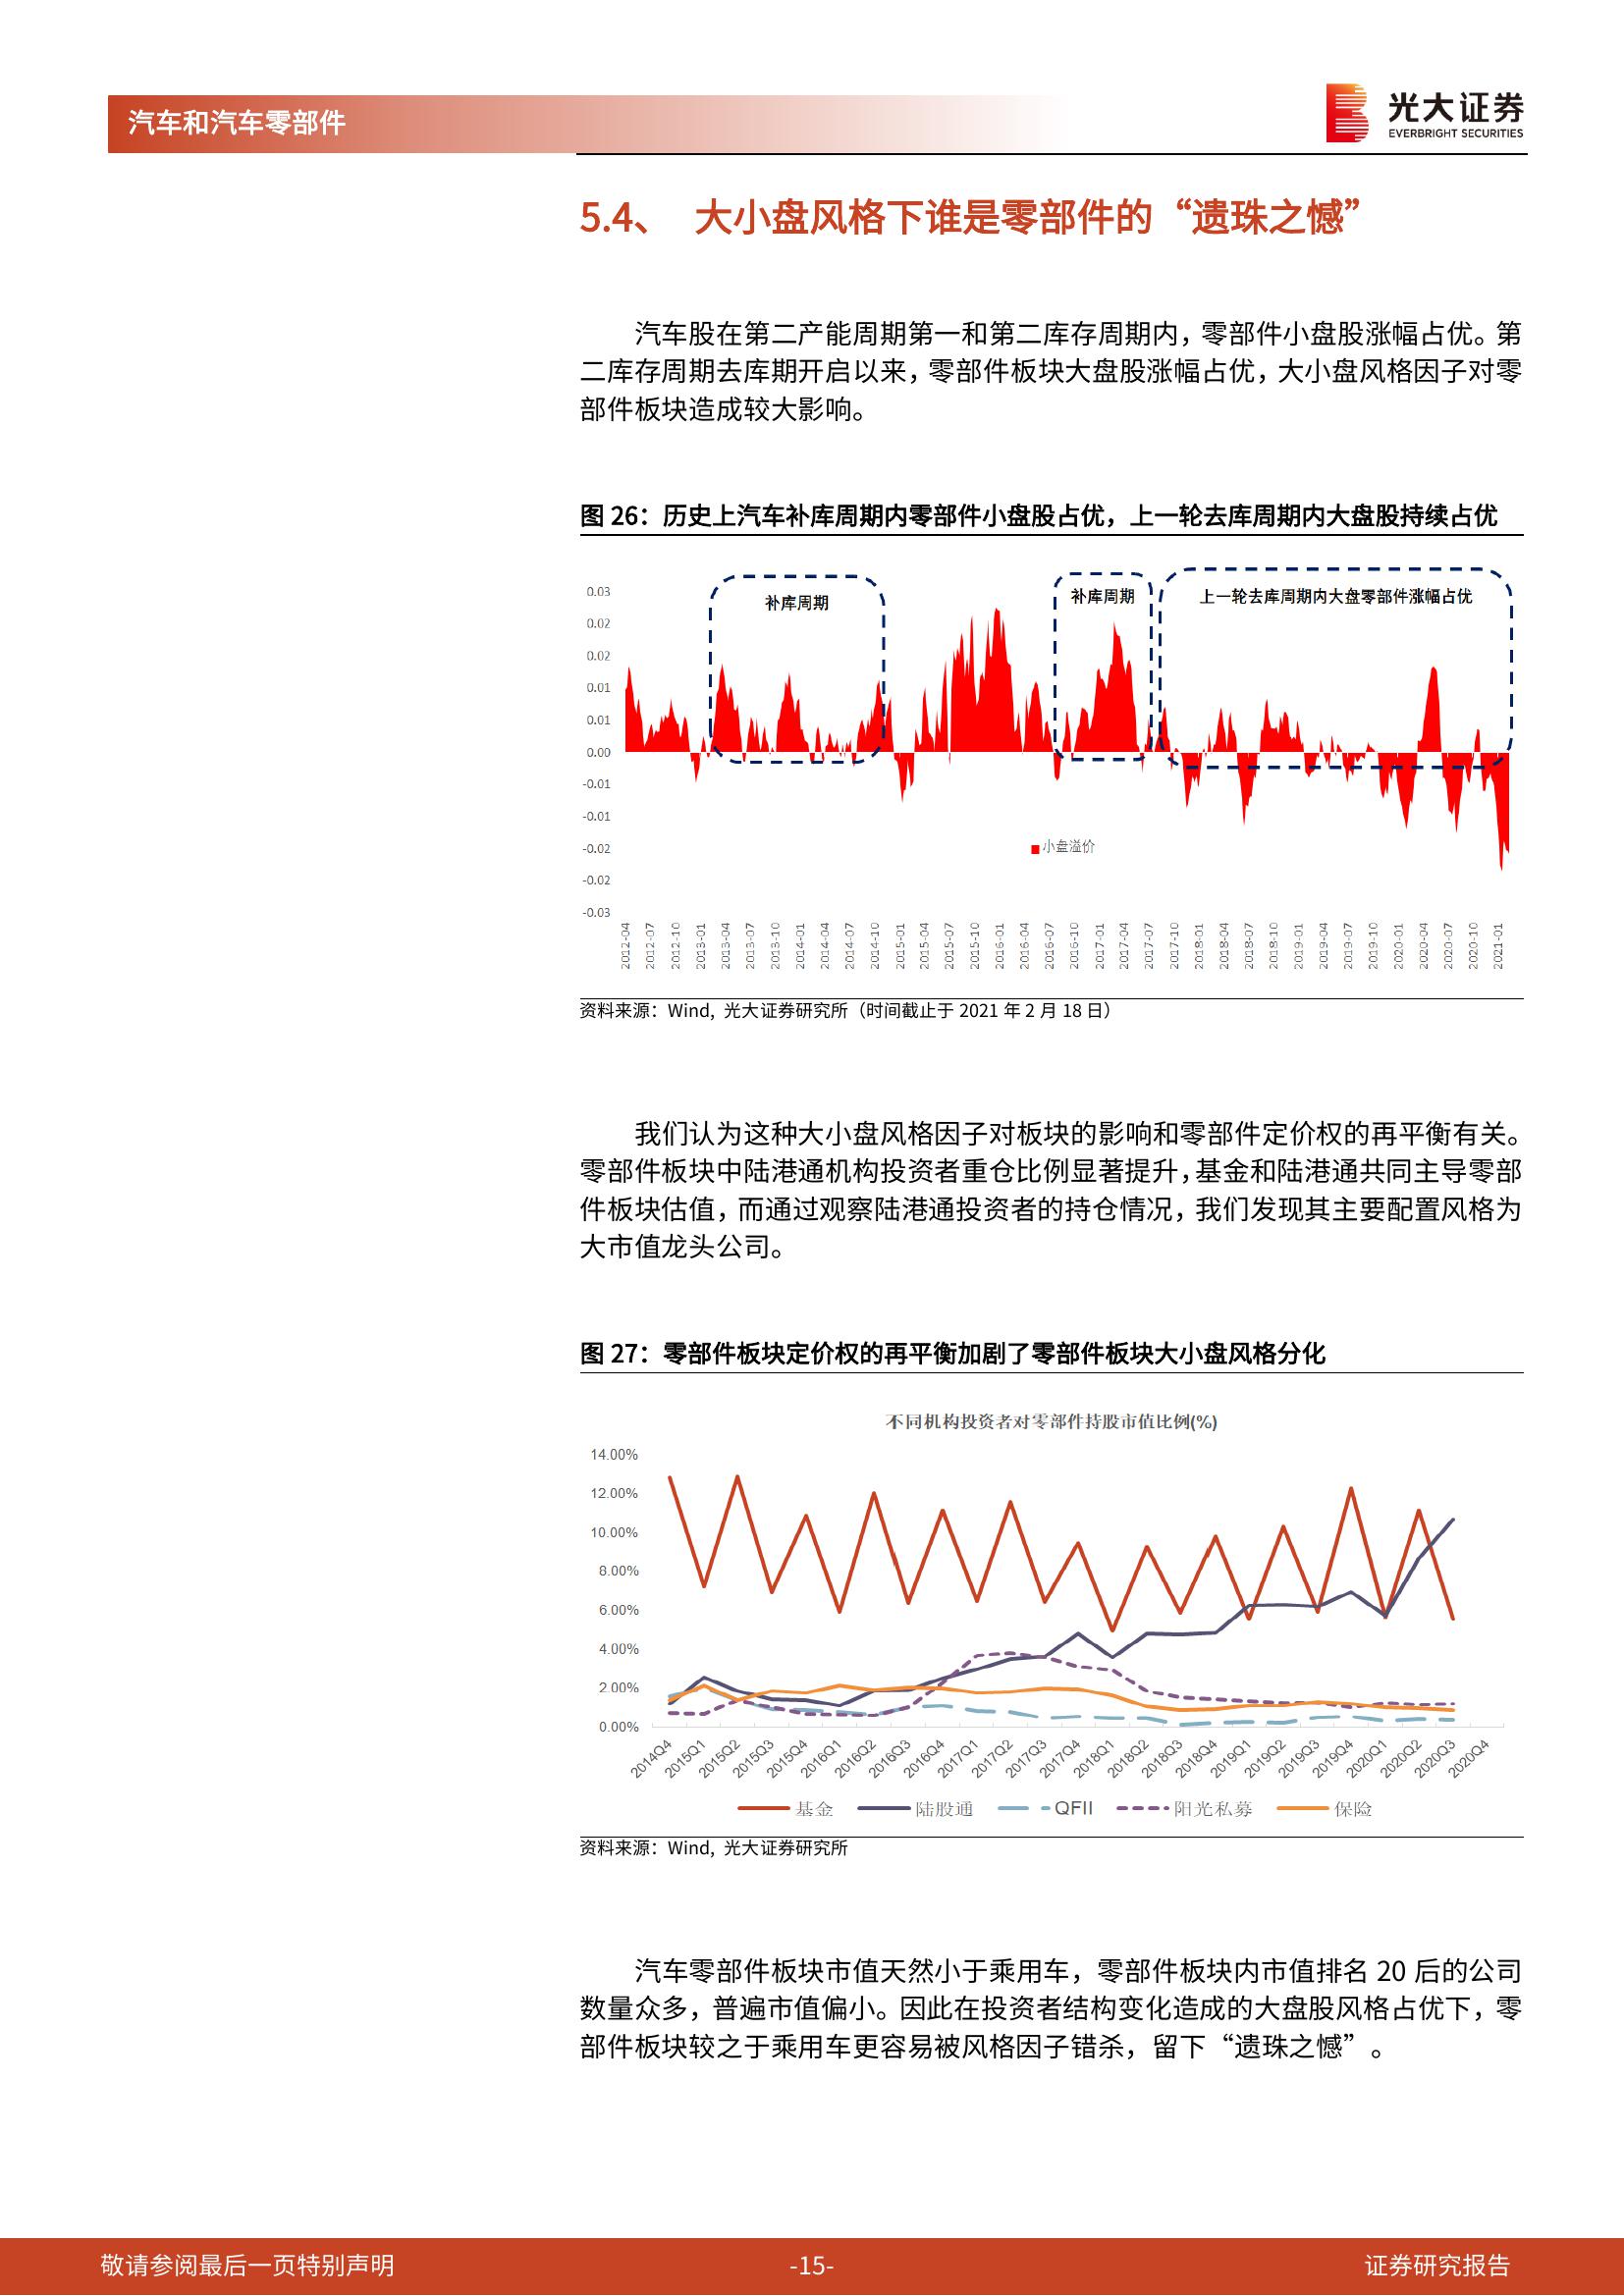 汽车和汽车零部件
光大证券
EVERBRIGHT SECURITIES
5.4、 大小盘风格下谁是零部件的“遗珠之憾”
汽车股在第二产能周期第一和第二库存周期内，零部件小盘股涨幅占优。第
二库存周期去库期开启以来，零部件板块大盘股涨幅占优，大小盘风格因子对零
部件板块造成较大影响。
图 26：历史上汽车补库周期内零部件小盘股占优，上一轮去库周期内大盘股持续占优
补库周期
补库周期
上一轮去库周期内大盘零部件涨幅占优
0.03
0.02
0.02
0.01
0.01
0.00
-0.01
-0.01
-0.02
-0.02
-0.03
小盘溢价
2012-04
2012-07
2012-10
2013-01
2013-04
2013-07
2013-10
2014-01
2014-04
2014-07
2014-10
2015-01
2015-04
2015-07
2015-10
2016-01
2016-04
2016-07
2016-10
2017-01
2017-04
2017-07
2017-10
2018-01
2018-04
2018-07
2018-10
2019-01
2019-04
2019-07
2019-10
2020-01
2020-04
2020-07
2020-10
2021-01
资料来源：Wind，光大证券研究所（时间截止于 2021 年 2 月 18 日）
我们认为这种大小盘风格因子对板块的影响和零部件定价权的再平衡有关。
零部件板块中陆港通机构投资者重仓比例显著提升，基金和陆港通共同主导零部
件板块估值，而通过观察陆港通投资者的持仓情况，我们发现其主要配置风格为
大市值龙头公司。
图 27：零部件板块定价权的再平衡加剧了零部件板块大小盘风格分化
不同机构投资者对零部件持股市值比例(%)
14.00%
12.00%
10.00%
8.00%
6.00%
4.00%
2.00%
0.00%
2014Q4
2015Q1
2015Q2
2015Q3
2015Q4
2016Q1
2016Q2
2016Q3
2016Q4
2017Q1
2017Q2
2017Q3
2017Q4
2018Q1
2018Q2
2018Q3
2018Q4
2019Q1
2019Q2
2019Q3
2019Q4
2020Q1
2020Q2
2020Q3
2020Q4
基金 陆股通 QFII 阳光私募 保险
资料来源：Wind，光大证券研究所
汽车零部件板块市值天然小于乘用车，零部件板块内市值排名 20 后的公司
数量众多，普遍市值偏小。因此在投资者结构变化造成的大盘股风格占优下，零
部件板块较之于乘用车更容易被风格因子错杀，留下“遗珠之憾”。
敬请参阅最后一页特别声明 -15- 证券研究报告